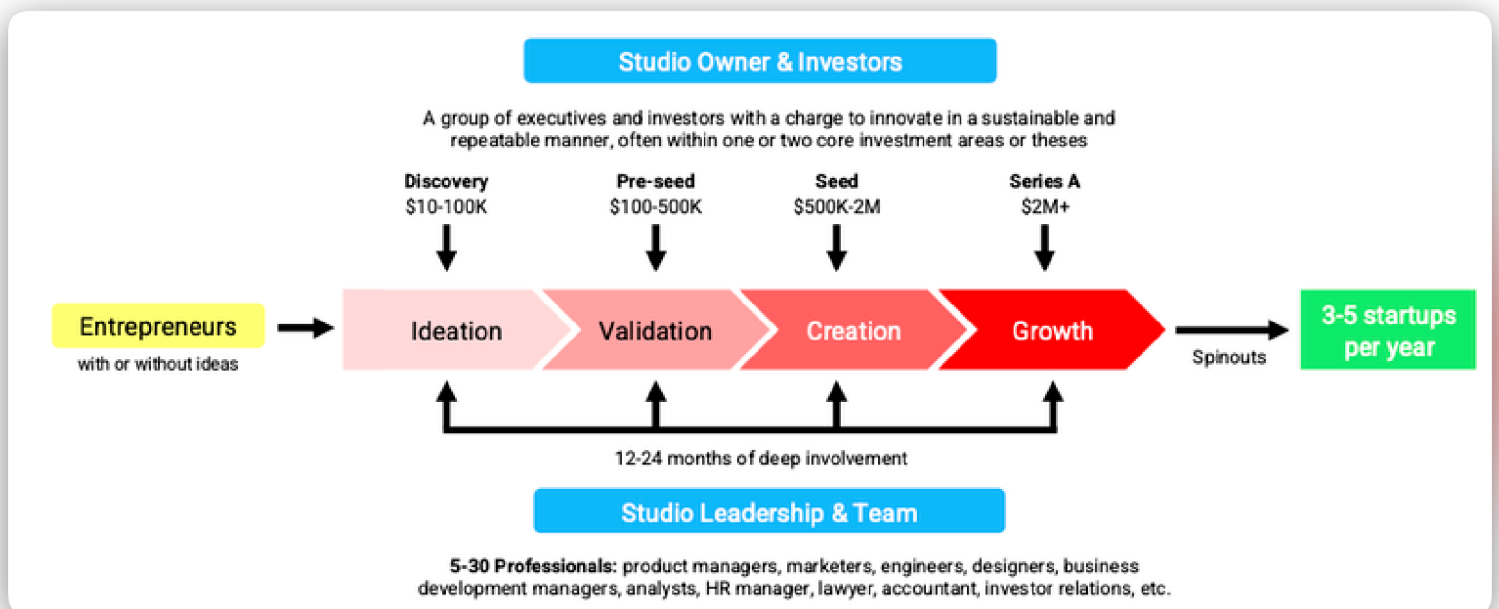 Studio Owner & Investors
A group of executives and investors with a charge to innovate in a sustainable and
repeatable manner, often within one or two core investment areas or theses
Discovery
$10-100K
Pre-seed
$100-500K
Seed
$500K-2M
Series A
$2M+
Entrepreneurs
with or without ideas
Ideation
Validation
Creation
Growth
Spinouts
3-5 startups
per year
12-24 months of deep involvement
Studio Leadership & Team
5-30 Professionals: product managers, marketers, engineers, designers, business
development managers, analysts, HR manager, lawyer, accountant, investor relations, etc.